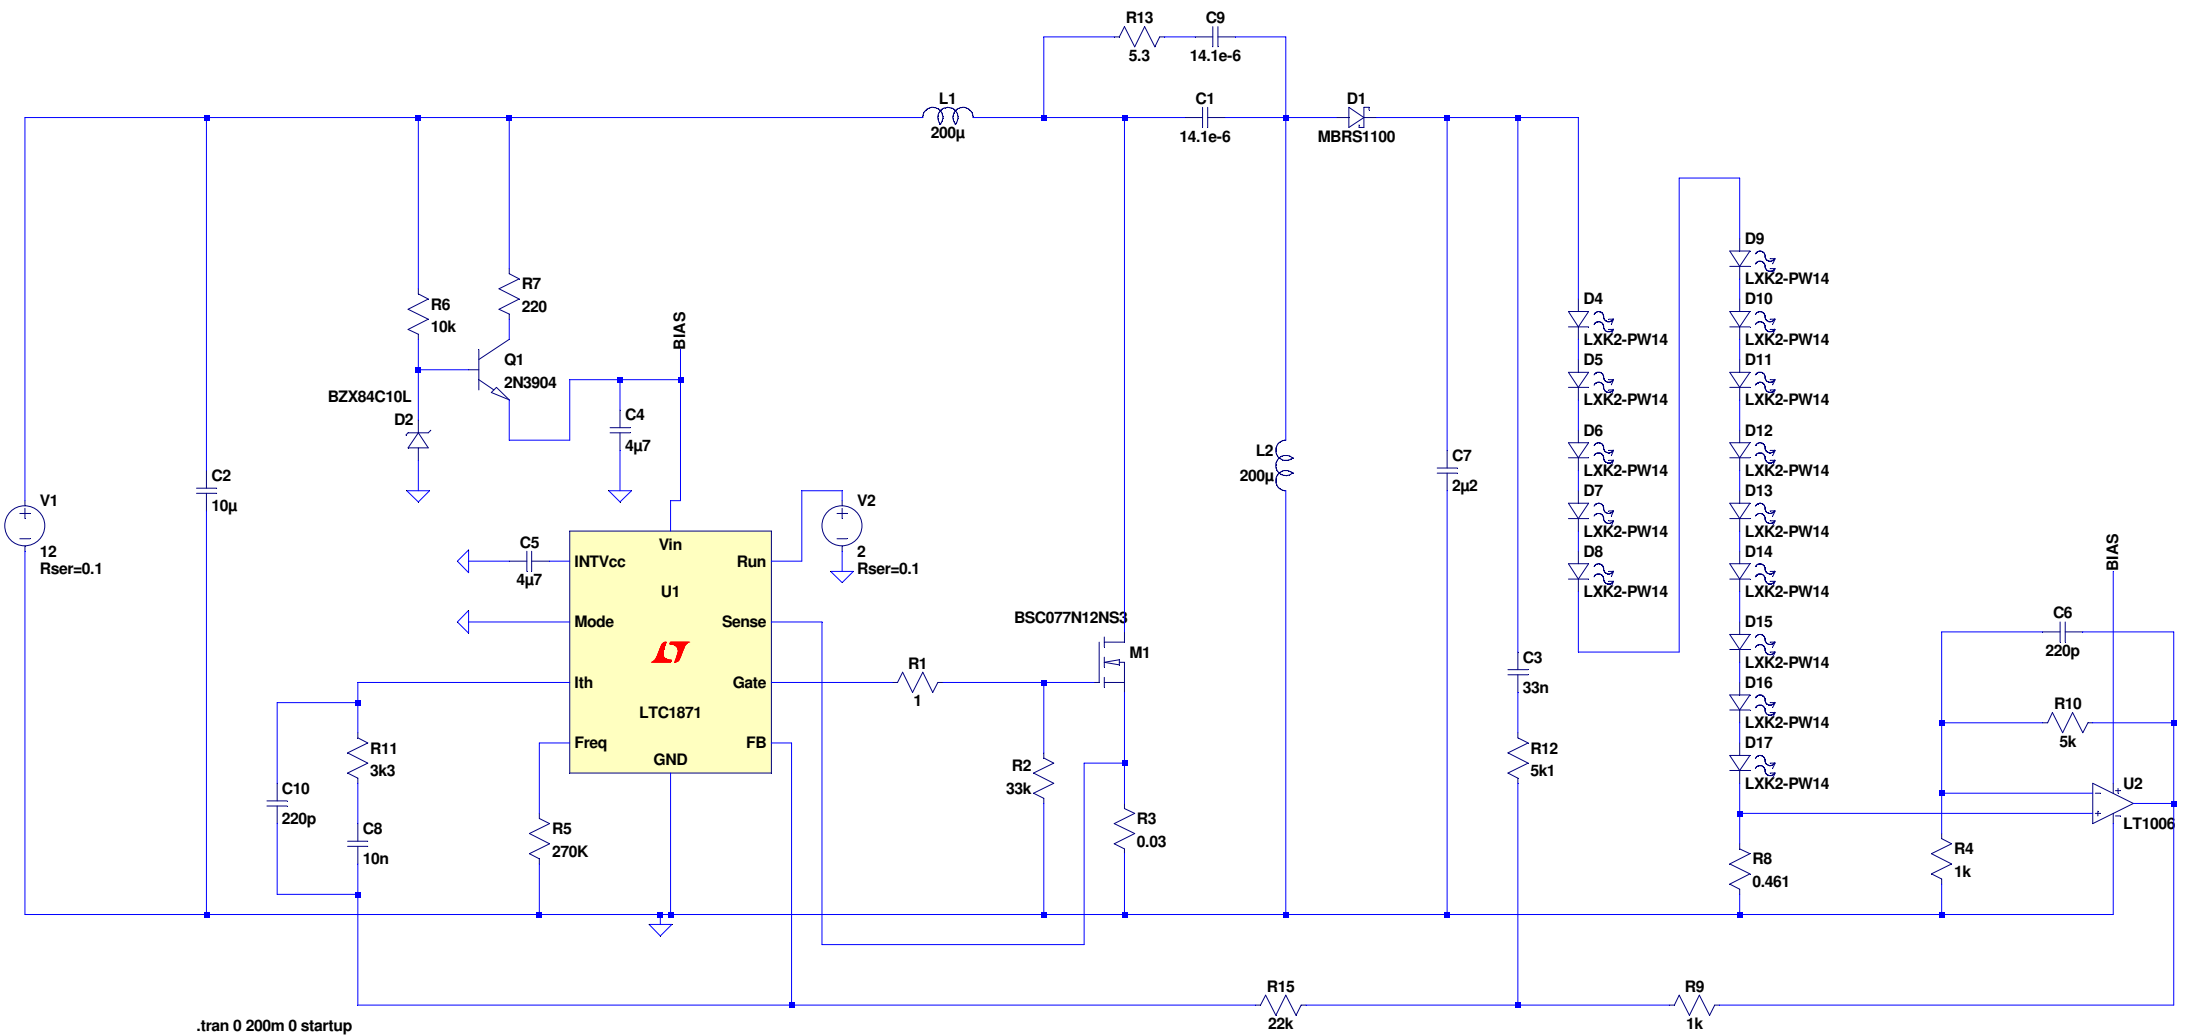 R13
5.3
C9
14.1e-6
L1
200µ
C1
14.1e-6
D1
MBRS1100
R6
10k
R7
220
Q1
2N3904
BZX84C10L
D2
BIAS
C4
4µ7
C2
10µ
V1
12
Rser=0.1
C5
4µ7
V2
2
Rser=0.1
Vin
INTVcc
Run
U1
Mode
Sense
Ith
Gate
LTC1871
Freq
FB
GND
R1
1
BSC077N12NS3
M1
R2
33k
R3
0.03
R11
3k3
C10
220p
C8
10n
R5
270K
L2
200µ
C7
2µ2
C3
33n
R12
5k1
D4
LXK2-PW14
D5
LXK2-PW14
D6
LXK2-PW14
D7
LXK2-PW14
D8
LXK2-PW14
D9
LXK2-PW14
D10
LXK2-PW14
D11
LXK2-PW14
D12
LXK2-PW14
D13
LXK2-PW14
D14
LXK2-PW14
D15
LXK2-PW14
D16
LXK2-PW14
D17
LXK2-PW14
R8
0.461
BIAS
C6
220p
R10
5k
U2
LT1006
R4
1k
R15
22k
R9
1k
.tran 0 200m 0 startup